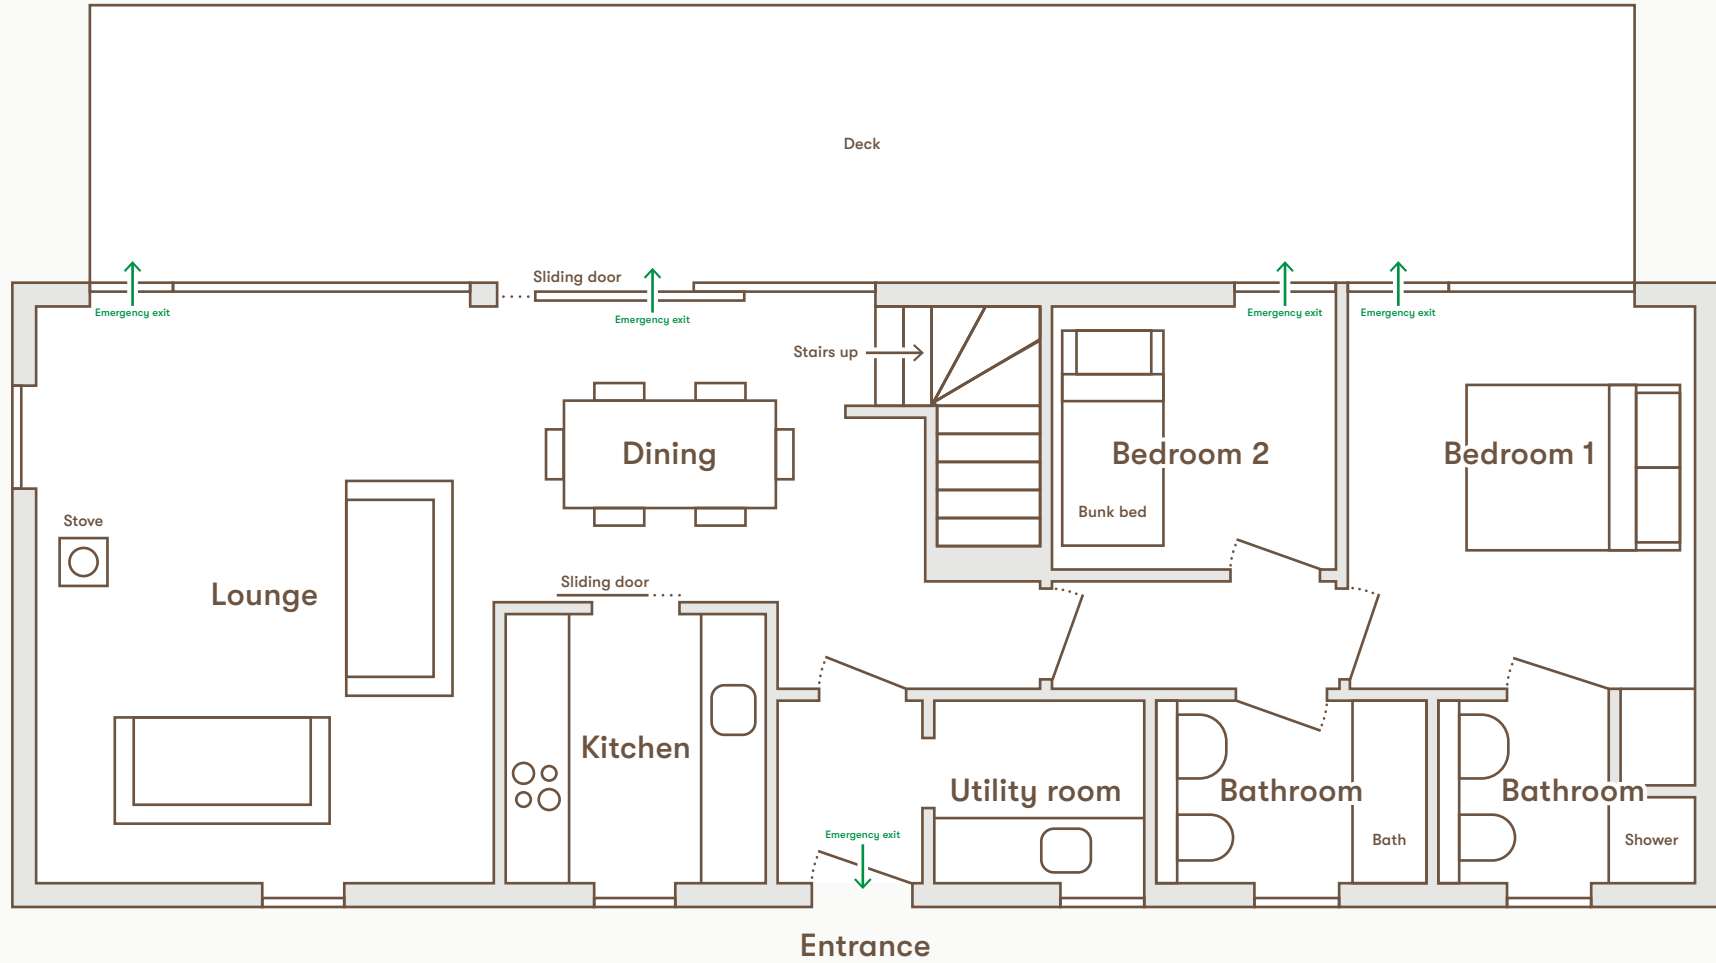 Deck
Sliding door
Emergency exit
Emergency exit
Emergency exit
Emergency exit
Stairs up
Dining
Bedroom 2
Bedroom 1
Bunk bed
Stove
Sliding door
Lounge
Kitchen
Utility room
Bathroom
Bathroom
Emergency exit
Bath
Shower
Entrance